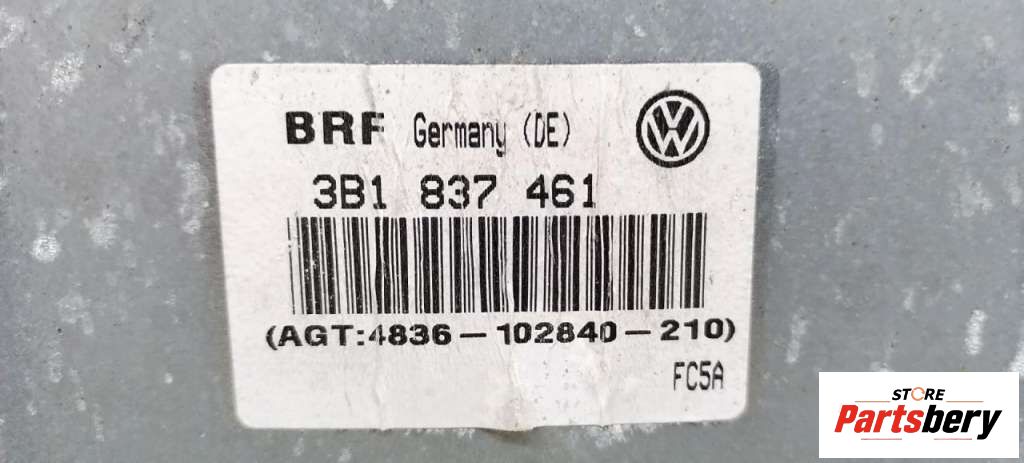 BRF Germany (DE)
3B1 837 461
(AGT:4836-102840-210)
FC5A
STORE
Partsbery